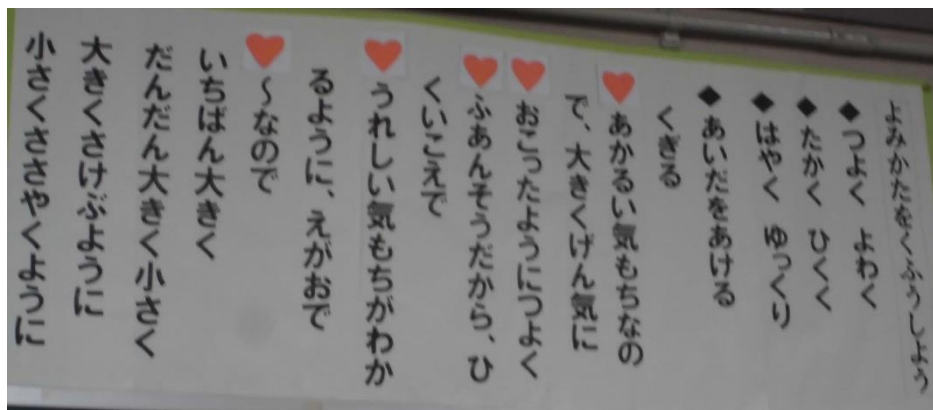 よみかたをくふうしよう
◆つよく よわく
◆たかく ひくく
◆はやく ゆっくり
◆あいだをあける
くぎる
♥あかるい気もちなの
で、大きくげん気に
♥おこったようにつよく
♥ふあんそうだから、ひ
くいこえで
♥うれしい気もちがわか
るように、えがおで
♥～なので
いちばん大きく
だんだん大きく小さく
大きくさけぶように
小さくささやくように